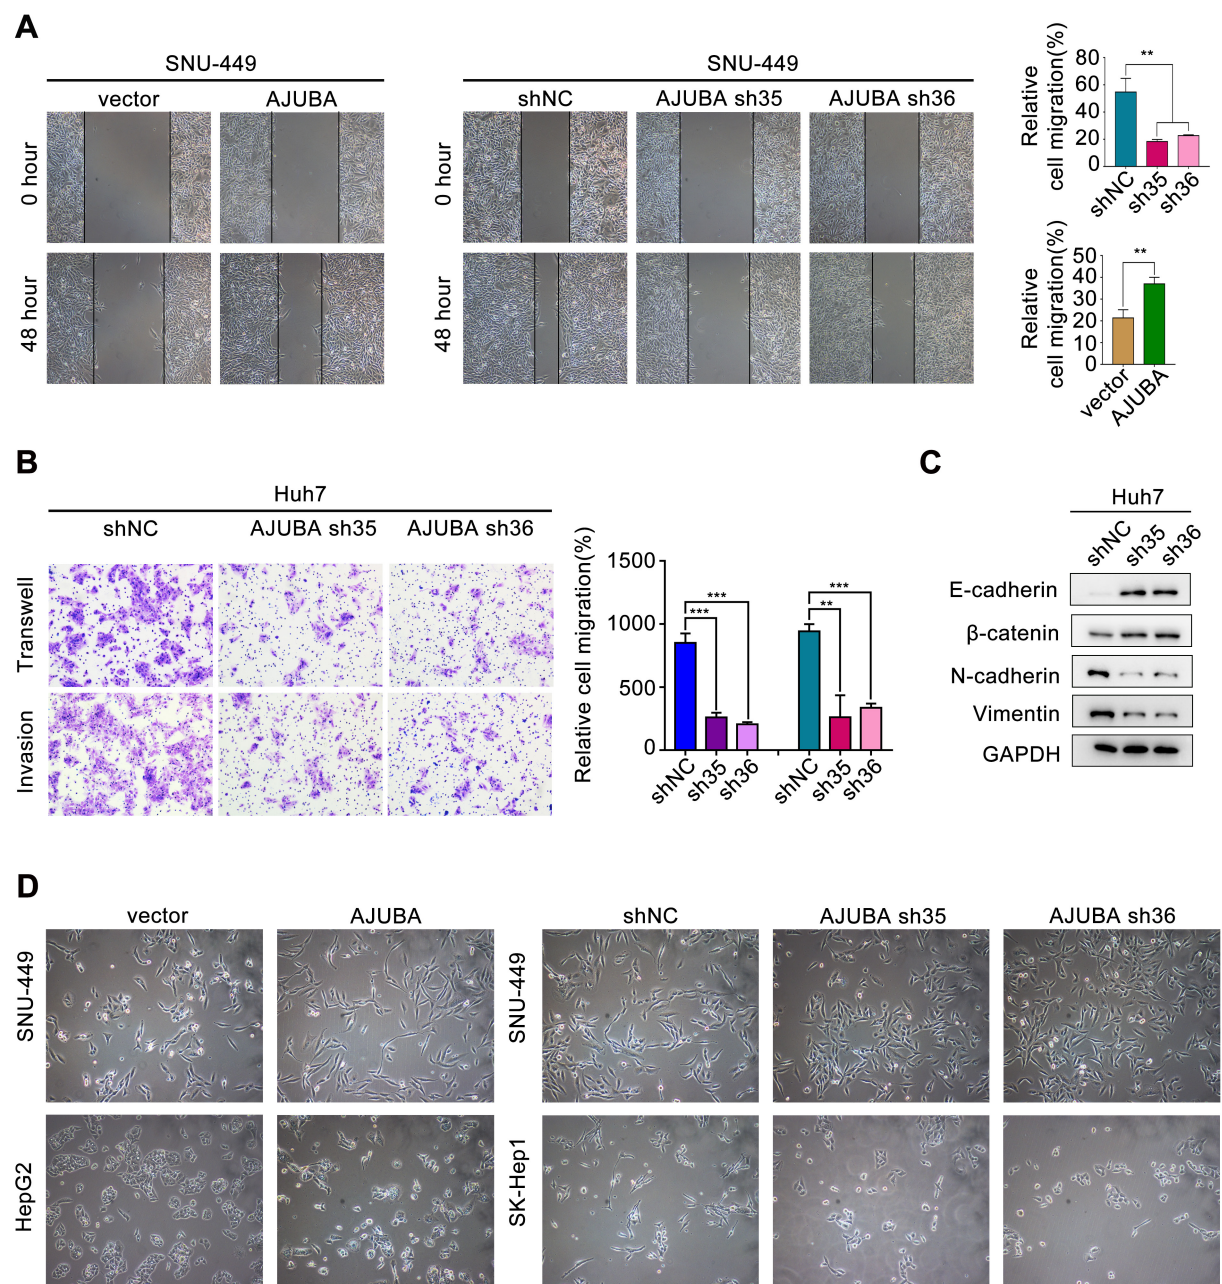 A
SNU-449
vector AJUBA
0 hour
48 hour
SNU-449
shNC AJUBA sh35 AJUBA sh36
0 hour
48 hour
Relative
cell migration(%)
80
60
40
20
0
**
shNC sh35 sh36
Relative
cell migration(%)
50
40
30
20
10
0
**
vector AJUBA
B
Huh7
shNC AJUBA sh35 AJUBA sh36
Transwell
Invasion
Relative cell migration(%)
1500
1000
500
0
***
***
***
**
shNC sh35 sh36 shNC sh35 sh36
C
Huh7
shNC sh35 sh36
E-cadherin
β-catenin
N-cadherin
Vimentin
GAPDH
D
vector AJUBA shNC AJUBA sh35 AJUBA sh36
SNU-449
SNU-449
HepG2
SK-Hep1